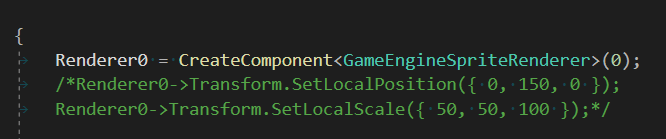 {
Renderer0 = CreateComponent<GameEngineSpriteRenderer>(0);
/*Renderer0->Transform.SetLocalPosition({ 0, 150, 0 });
Renderer0->Transform.SetLocalScale({ 50, 50, 100 });*/